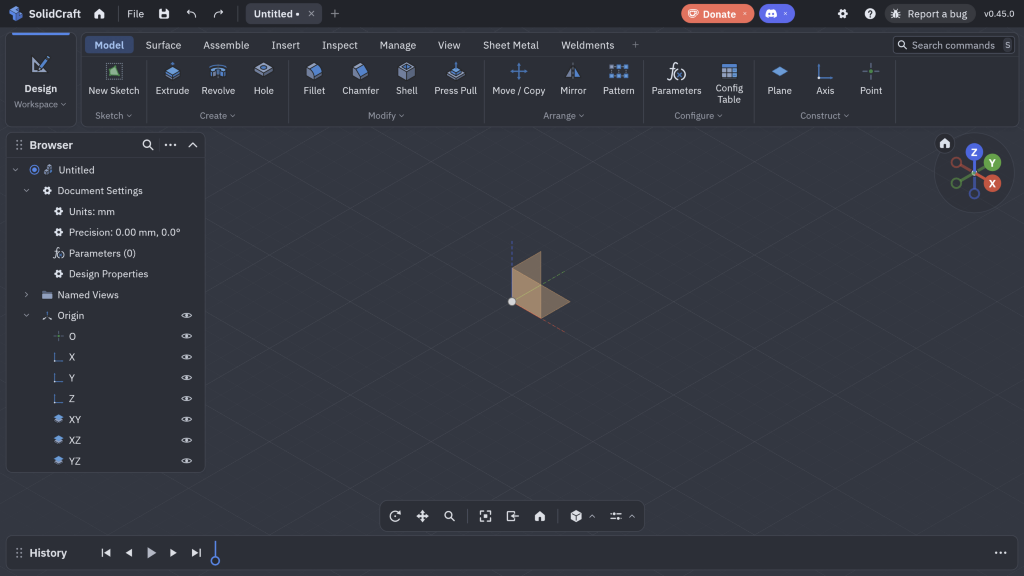 SolidCraft File Untitled • Donate Report a bug v0.45.0
Model Surface Assemble Insert Inspect Manage View Sheet Metal Weldments Search commands S
Design
Workspace
New Sketch Extrude Revolve Hole Fillet Chamfer Shell Press Pull Move / Copy Mirror Pattern Parameters Config Table Plane Axis Point
Sketch Create Modify Arrange Configure Construct
Browser
Untitled
Document Settings
Units: mm
Precision: 0.00 mm, 0.0°
Parameters (0)
Design Properties
Named Views
Origin
O
X
Y
Z
XY
XZ
YZ
Z
Y
X
History